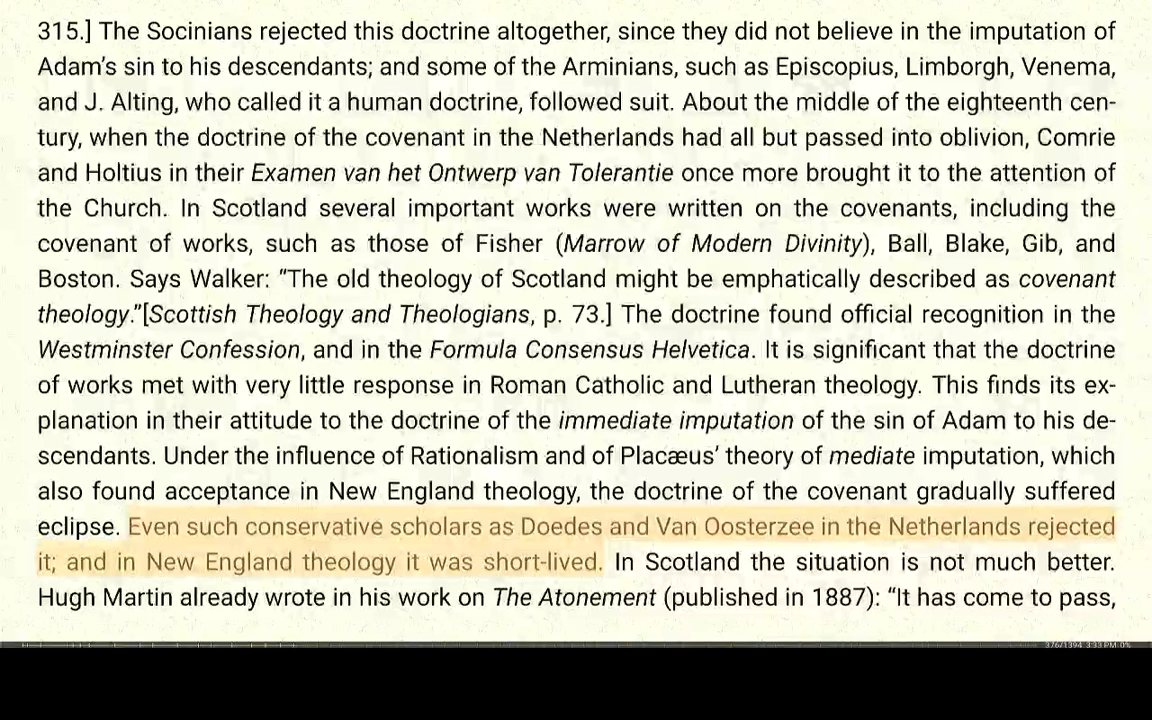 315.] The Socinians rejected this doctrine altogether, since they did not believe in the imputation of
Adam’s sin to his descendants; and some of the Arminians, such as Episcopius, Limborgh, Venema,
and J. Alting, who called it a human doctrine, followed suit. About the middle of the eighteenth cen-
tury, when the doctrine of the covenant in the Netherlands had all but passed into oblivion, Comrie
and Holtius in their Examen van het Ontwerp van Tolerantie once more brought it to the attention of
the Church. In Scotland several important works were written on the covenants, including the
covenant of works, such as those of Fisher (Marrow of Modern Divinity), Ball, Blake, Gib, and
Boston. Says Walker: “The old theology of Scotland might be emphatically described as covenant
theology.”[Scottish Theology and Theologians, p. 73.] The doctrine found official recognition in the
Westminster Confession, and in the Formula Consensus Helvetica. It is significant that the doctrine
of works met with very little response in Roman Catholic and Lutheran theology. This finds its ex-
planation in their attitude to the doctrine of the immediate imputation of the sin of Adam to his de-
scendants. Under the influence of Rationalism and of Placæus’ theory of mediate imputation, which
also found acceptance in New England theology, the doctrine of the covenant gradually suffered
eclipse. Even such conservative scholars as Doedes and Van Oosterzee in the Netherlands rejected
it; and in New England theology it was short-lived. In Scotland the situation is not much better.
Hugh Martin already wrote in his work on The Atonement (published in 1887): “It has come to pass,
376/1394 3:33 PM 0%